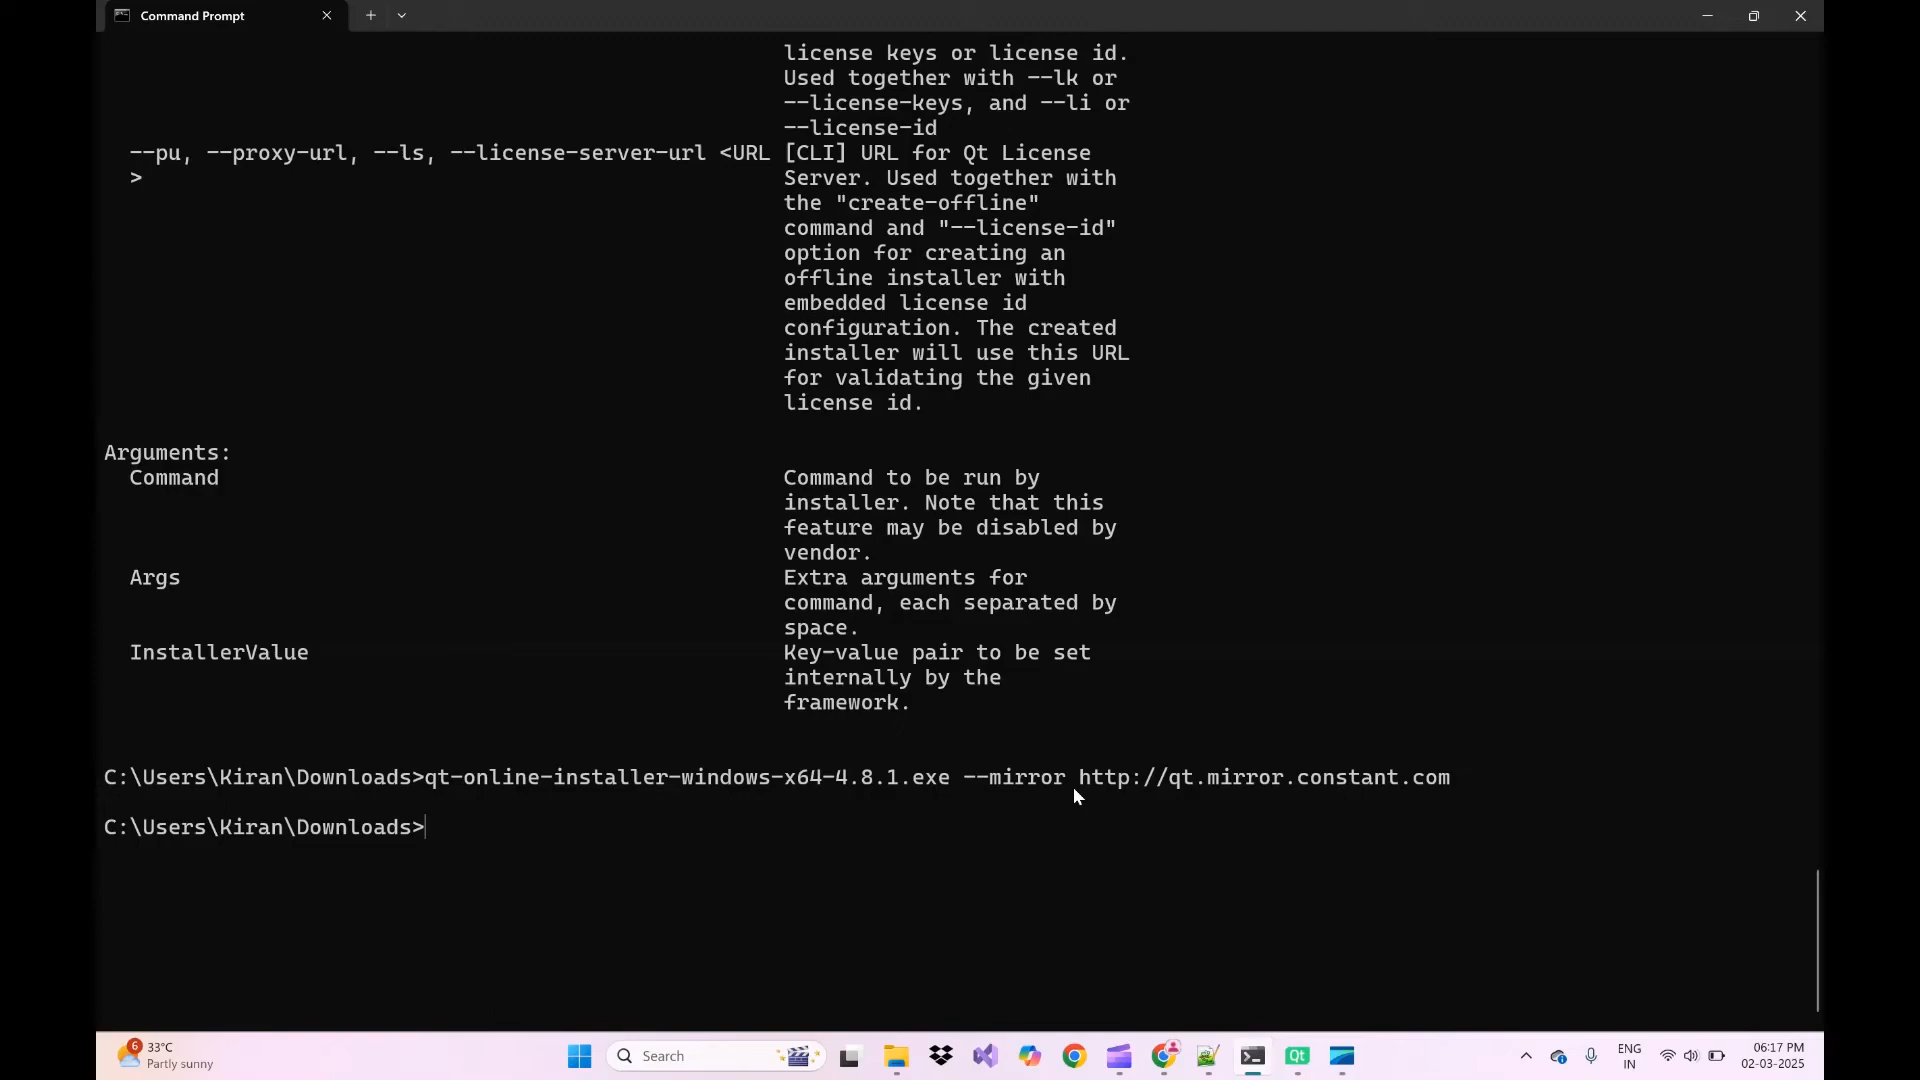 Command Prompt
license keys or license id.
Used together with --lk or
--license-keys, and --li or
--license-id
--pu, --proxy-url, --ls, --license-server-url <URL [CLI] URL for Qt License
> Server. Used together with
the "create-offline"
command and "--license-id"
option for creating an
offline installer with
embedded license id
configuration. The created
installer will use this URL
for validating the given
license id.
Arguments:
Command Command to be run by
installer. Note that this
feature may be disabled by
vendor.
Args Extra arguments for
command, each separated by
space.
InstallerValue Key-value pair to be set
internally by the
framework.
C:\Users\Kiran\Downloads>qt-online-installer-windows-x64-4.8.1.exe --mirror http://qt.mirror.constant.com
C:\Users\Kiran\Downloads>
6
33°C
Partly sunny
Search
Qt
ENG
IN
06:17 PM
02-03-2025